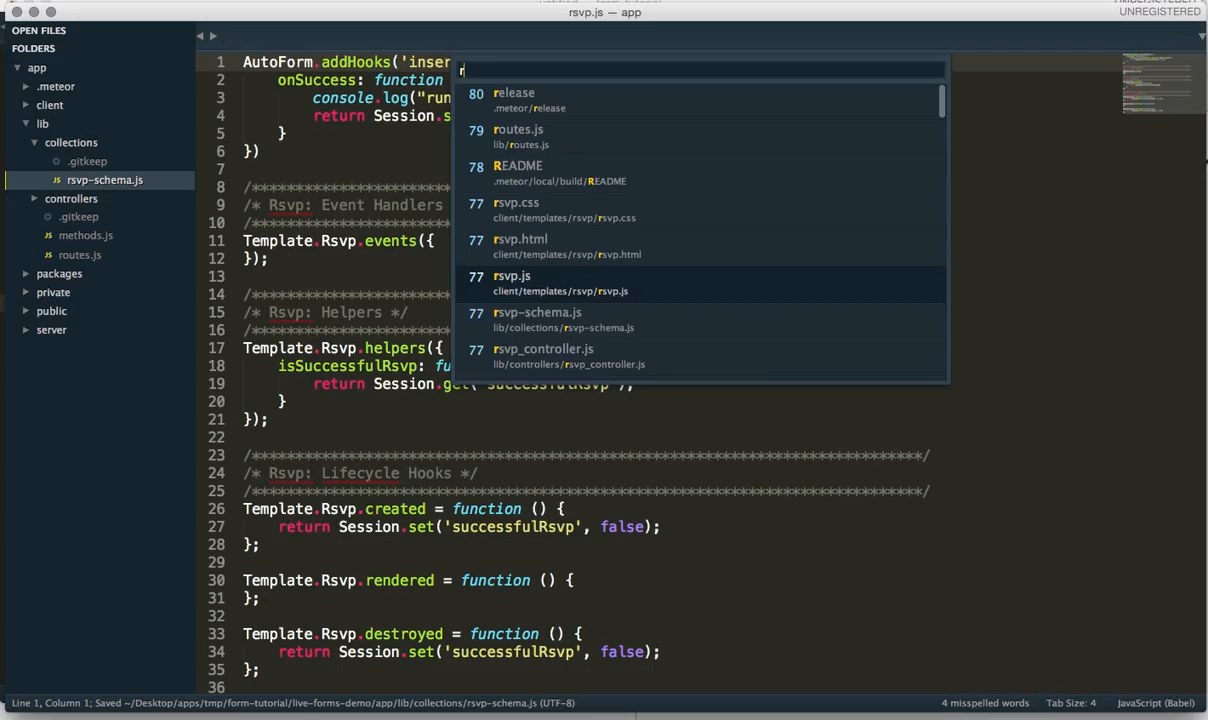 rsvp.js — app
UNREGISTERED
OPEN FILES
FOLDERS
app
.meteor
client
lib
collections
.gitkeep
rsvp-schema.js
controllers
.gitkeep
methods.js
routes.js
packages
private
public
server
1 AutoForm.addHooks('inser
2 onSuccess: function
3 console.log("run
4 return Session.s
5 }
6 })
7
8 /***********************
9 /* Rsvp: Event Handlers
10 /***********************
11 Template.Rsvp.events({
12 });
13
14 /***********************
15 /* Rsvp: Helpers */
16 /***********************
17 Template.Rsvp.helpers({
18 isSuccessfulRsvp: fu
19 return Session.get('successfulRsvp');
20 }
21 });
22
23 /*****************************************************************************/
24 /* Rsvp: Lifecycle Hooks */
25 /*****************************************************************************/
26 Template.Rsvp.created = function () {
27 return Session.set('successfulRsvp', false);
28 };
29
30 Template.Rsvp.rendered = function () {
31 };
32
33 Template.Rsvp.destroyed = function () {
34 return Session.set('successfulRsvp', false);
35 };
36
r
80 release
.meteor/release
79 routes.js
lib/routes.js
78 README
.meteor/local/build/README
77 rsvp.css
client/templates/rsvp/rsvp.css
77 rsvp.html
client/templates/rsvp/rsvp.html
77 rsvp.js
client/templates/rsvp/rsvp.js
77 rsvp-schema.js
lib/collections/rsvp-schema.js
77 rsvp_controller.js
lib/controllers/rsvp_controller.js
Line 1, Column 1; Saved ~/Desktop/apps/tmp/form-tutorial/live-forms-demo/app/lib/collections/rsvp-schema.js (UTF-8)
4 misspelled words
Tab Size: 4
JavaScript (Babel)